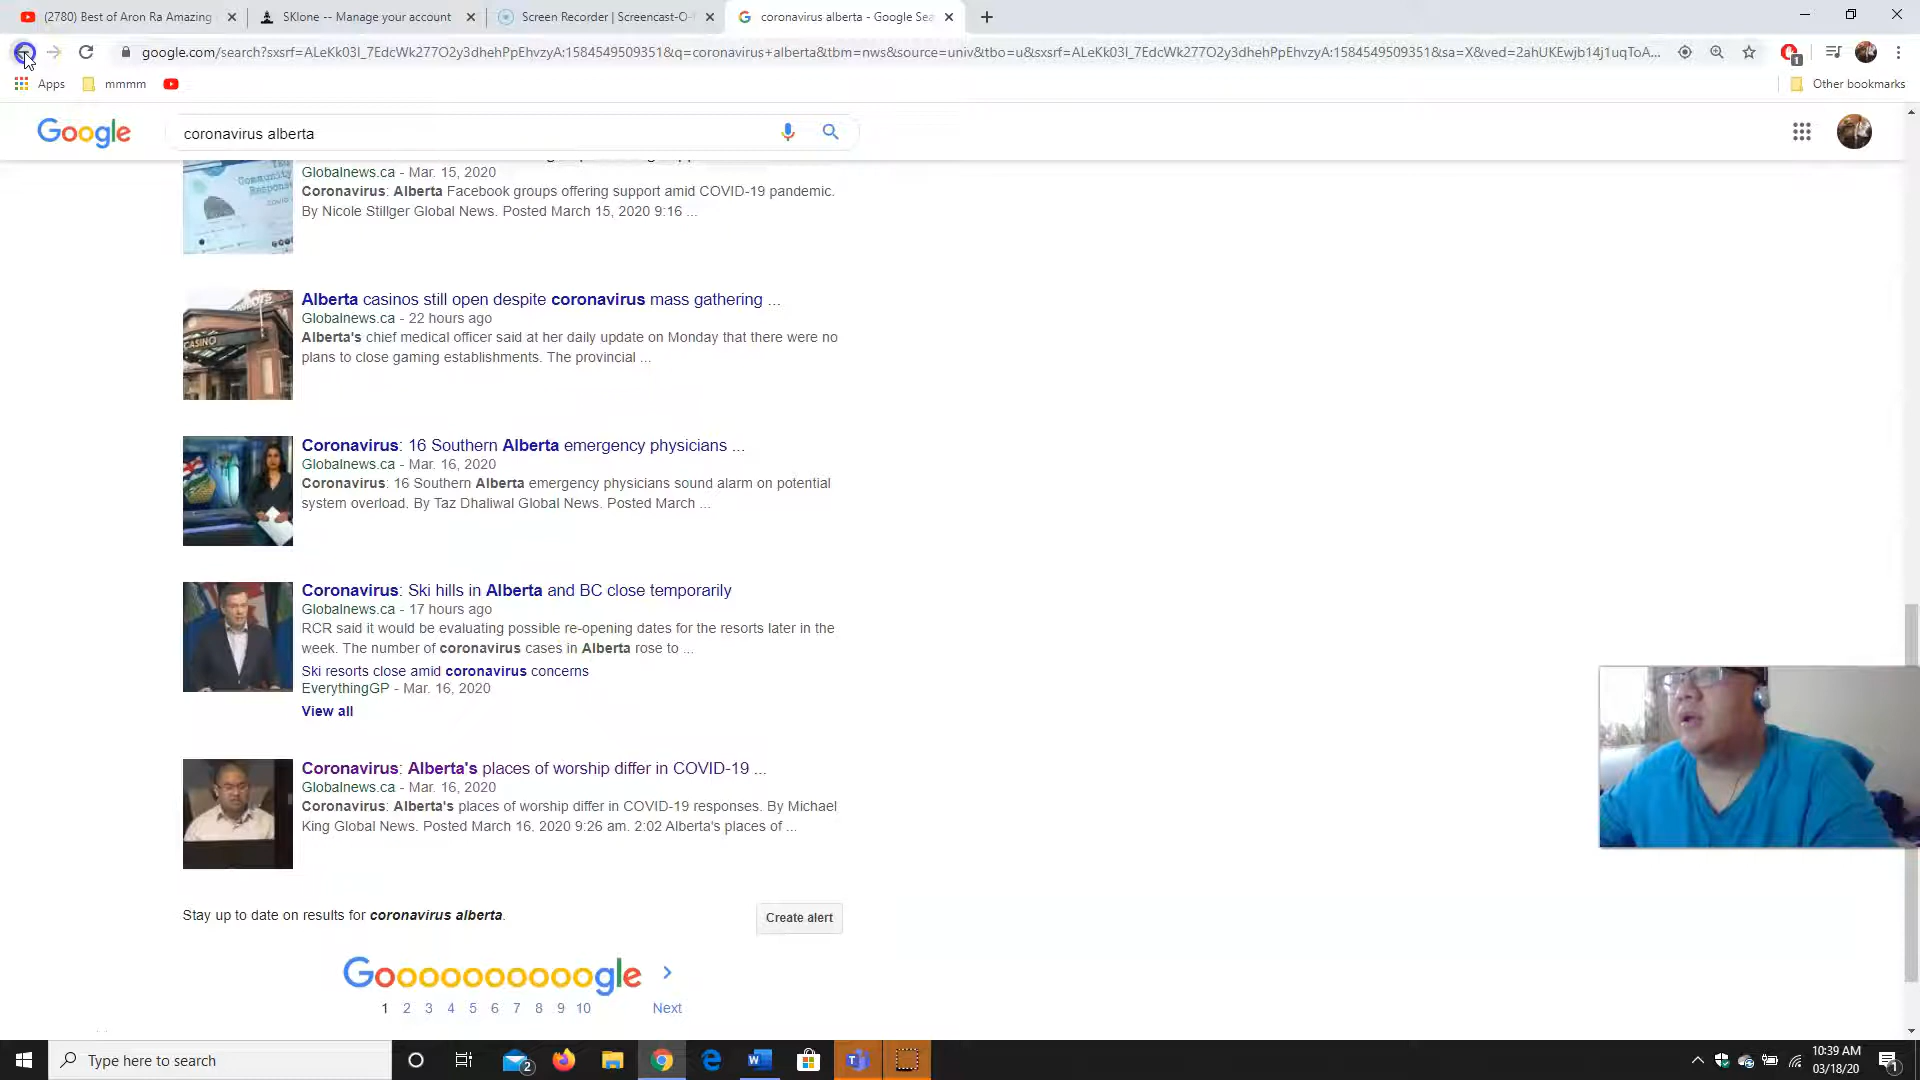 (2780) Best of Aron Ra Amazing
SKlone -- Manage your account
Screen Recorder | Screencast-O-
coronavirus alberta - Google Sea
google.com/search?sxsrf=ALeKk03l_7EdcWk277O2y3dhehPpEhvzyA:1584549509351&q=coronavirus+alberta&tbm=nws&source=univ&tbo=u&sxsrf=ALeKk03l_7EdcWk277O2y3dhehPpEhvzyA:1584549509351&sa=X&ved=2ahUKEwjb14j1uqToA...
1
Apps
mmmm
Other bookmarks
Google
coronavirus alberta
Globalnews.ca - Mar. 15, 2020
Coronavirus: Alberta Facebook groups offering support amid COVID-19 pandemic.
By Nicole Stillger Global News. Posted March 15, 2020 9:16 ...
Community
Response
CASINO
Alberta casinos still open despite coronavirus mass gathering ...
Globalnews.ca - 22 hours ago
Alberta's chief medical officer said at her daily update on Monday that there were no
plans to close gaming establishments. The provincial ...
Coronavirus: 16 Southern Alberta emergency physicians ...
Globalnews.ca - Mar. 16, 2020
Coronavirus: 16 Southern Alberta emergency physicians sound alarm on potential
system overload. By Taz Dhaliwal Global News. Posted March ...
Coronavirus: Ski hills in Alberta and BC close temporarily
Globalnews.ca - 17 hours ago
RCR said it would be evaluating possible re-opening dates for the resorts later in the
week. The number of coronavirus cases in Alberta rose to ...
Ski resorts close amid coronavirus concerns
EverythingGP - Mar. 16, 2020
View all
Coronavirus: Alberta's places of worship differ in COVID-19 ...
Globalnews.ca - Mar. 16, 2020
Coronavirus: Alberta's places of worship differ in COVID-19 responses. By Michael
King Global News. Posted March 16, 2020 9:26 am. 2:02 Alberta's places of ...
Stay up to date on results for coronavirus alberta.
Create alert
Goooooooooogle
1 2 3 4 5 6 7 8 9 10 Next
Type here to search
2
10:39 AM
03/18/20
1